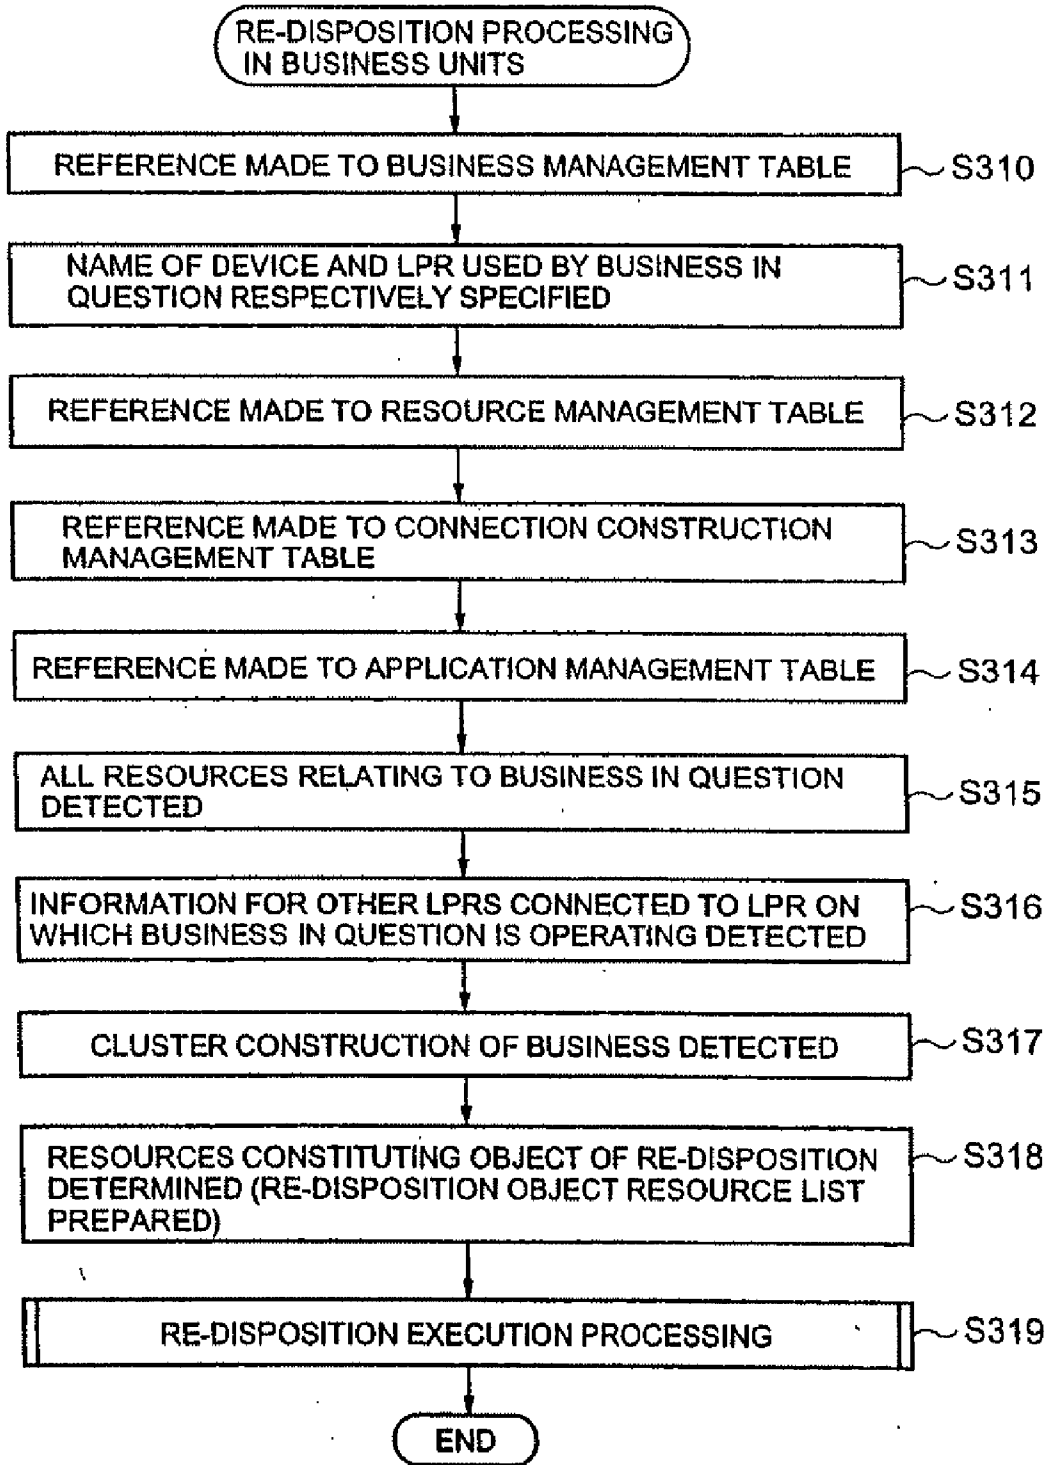 RE-DISPOSITION PROCESSING
IN BUSINESS UNITS
REFERENCE MADE TO BUSINESS MANAGEMENT TABLE
S310
NAME OF DEVICE AND LPR USED BY BUSINESS IN
QUESTION RESPECTIVELY SPECIFIED
S311
REFERENCE MADE TO RESOURCE MANAGEMENT TABLE
S312
REFERENCE MADE TO CONNECTION CONSTRUCTION
MANAGEMENT TABLE
S313
REFERENCE MADE TO APPLICATION MANAGEMENT TABLE
S314
ALL RESOURCES RELATING TO BUSINESS IN QUESTION
DETECTED
S315
INFORMATION FOR OTHER LPRS CONNECTED TO LPR ON
WHICH BUSINESS IN QUESTION IS OPERATING DETECTED
S316
CLUSTER CONSTRUCTION OF BUSINESS DETECTED
S317
RESOURCES CONSTITUTING OBJECT OF RE-DISPOSITION
DETERMINED (RE-DISPOSITION OBJECT RESOURCE LIST
PREPARED)
S318
RE-DISPOSITION EXECUTION PROCESSING
S319
END